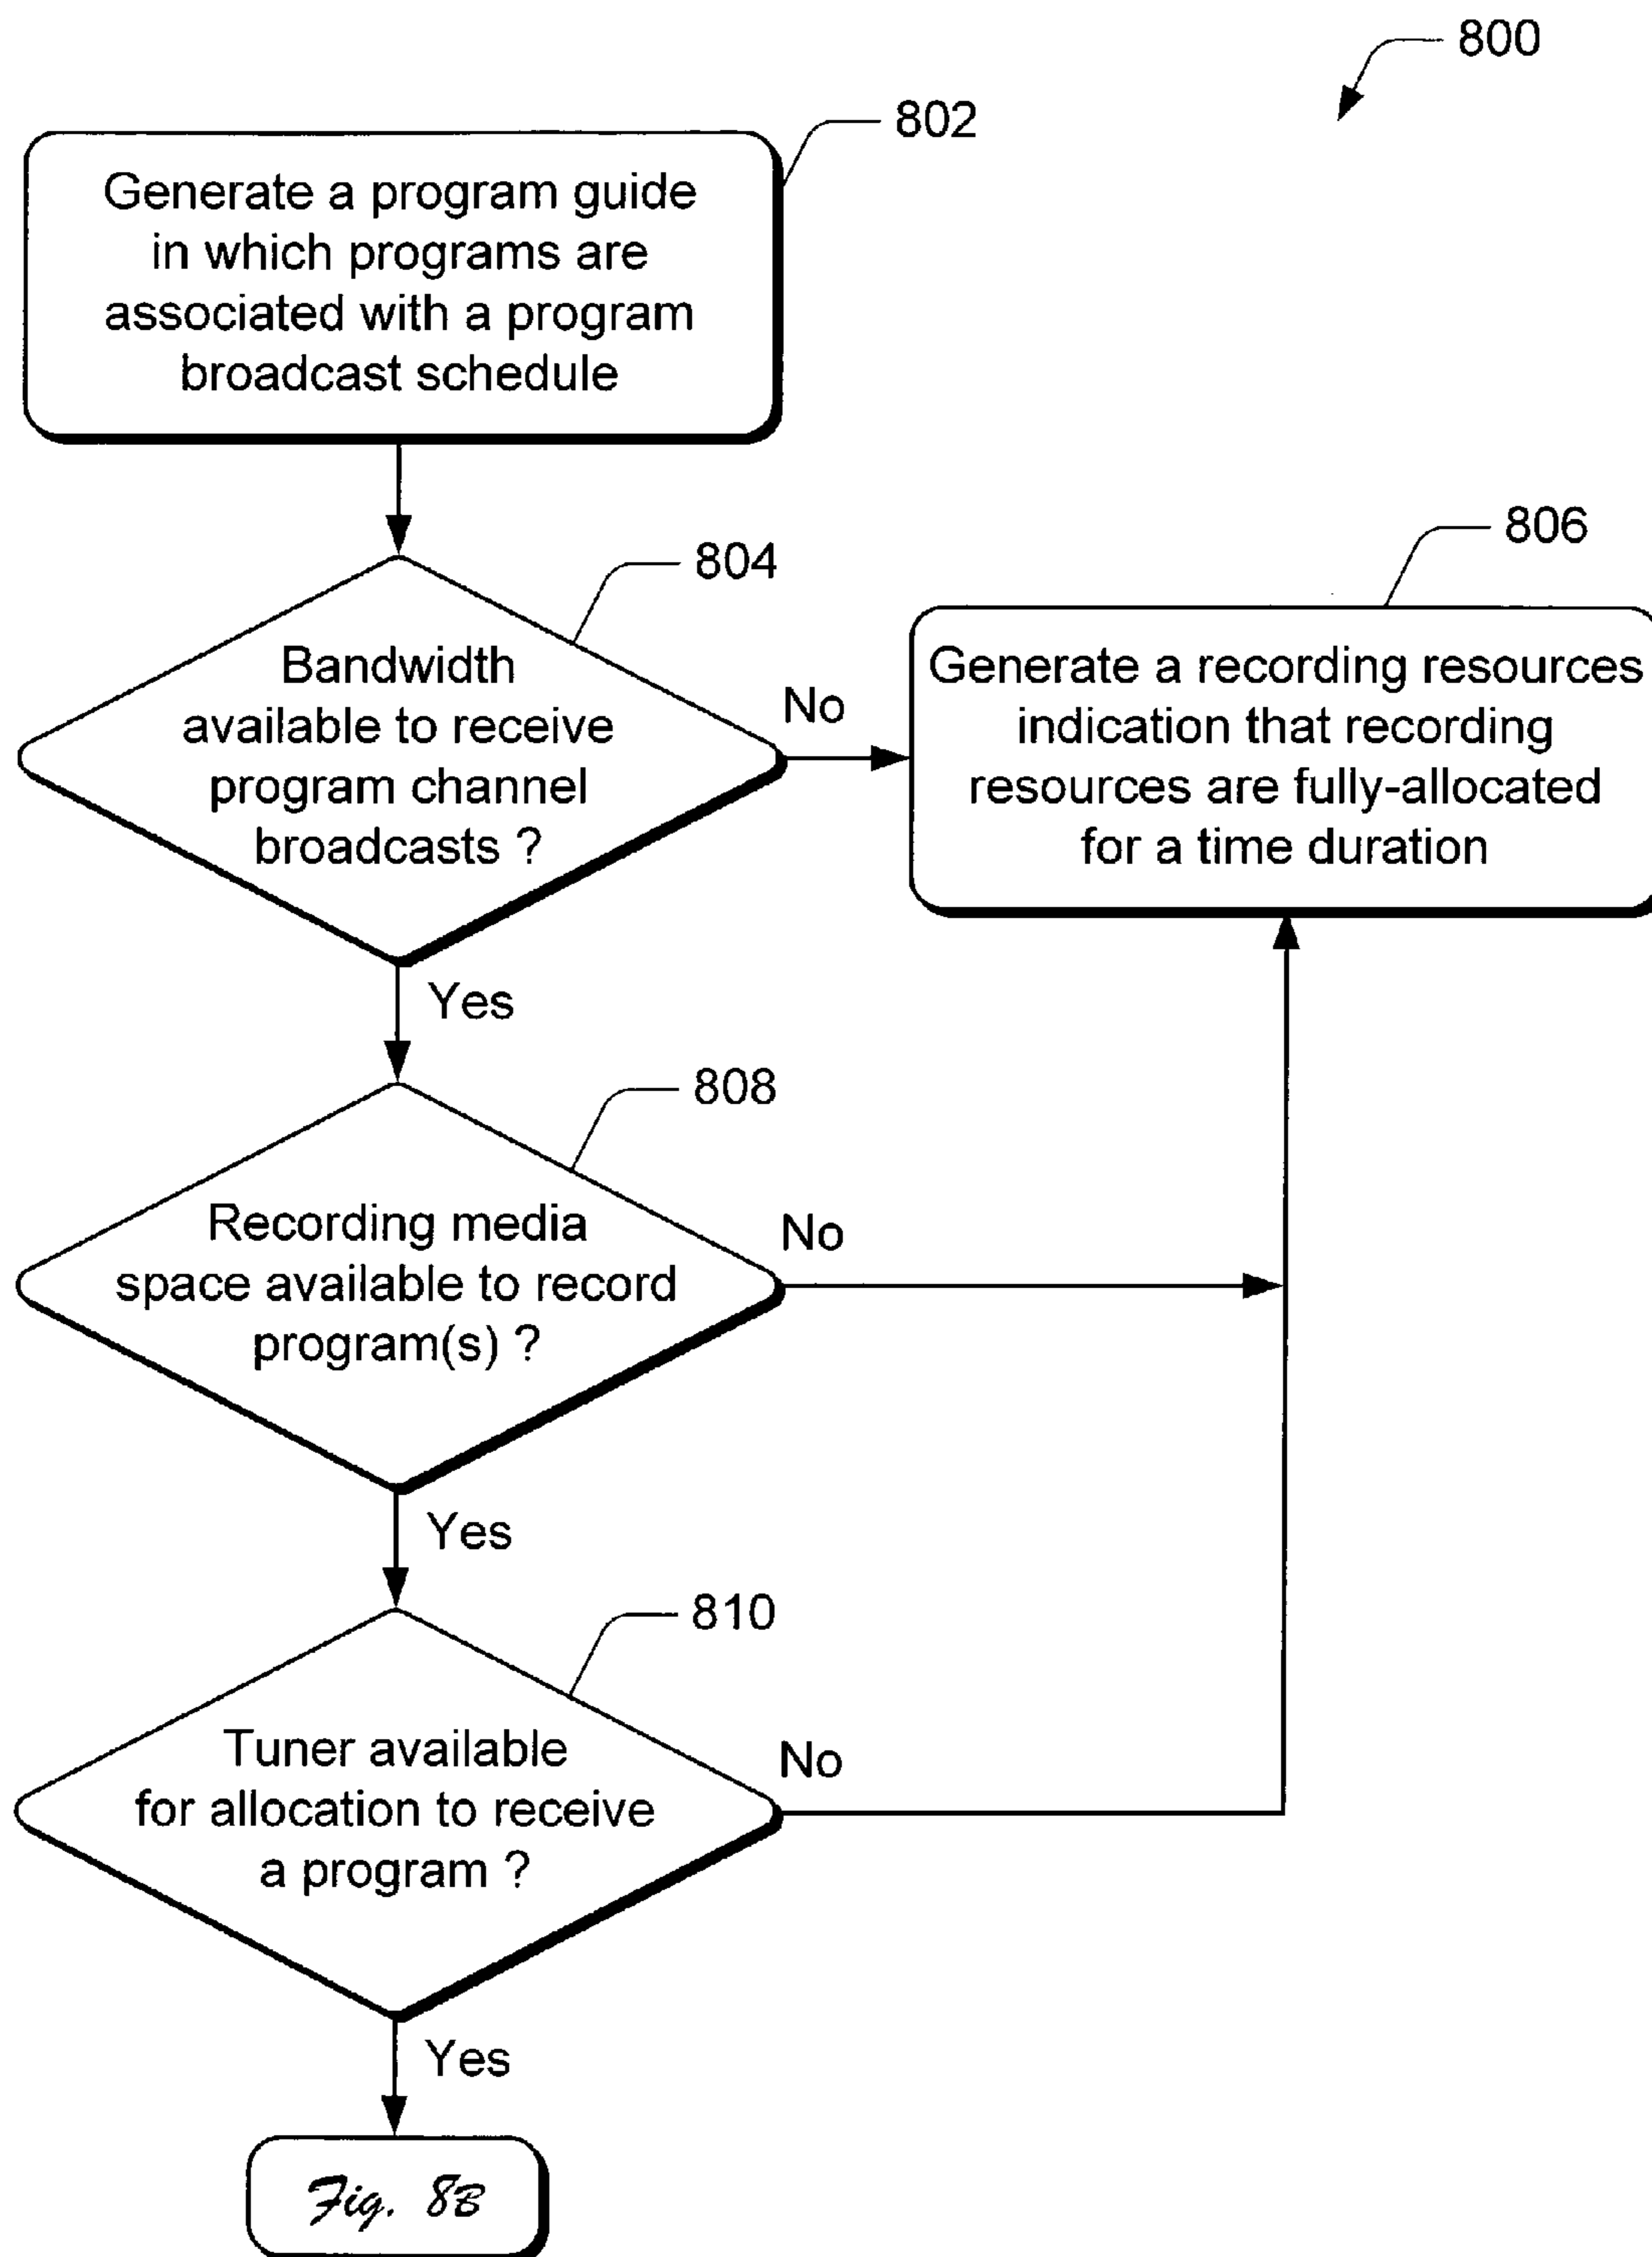 800
802
Generate a program guide
in which programs are
associated with a program
broadcast schedule
804
Bandwidth
available to receive
program channel
broadcasts ?
No
806
Generate a recording resources
indication that recording
resources are fully-allocated
for a time duration
Yes
808
Recording media
space available to record
program(s) ?
No
Yes
810
Tuner available
for allocation to receive
a program ?
No
Yes
Fig. 8B